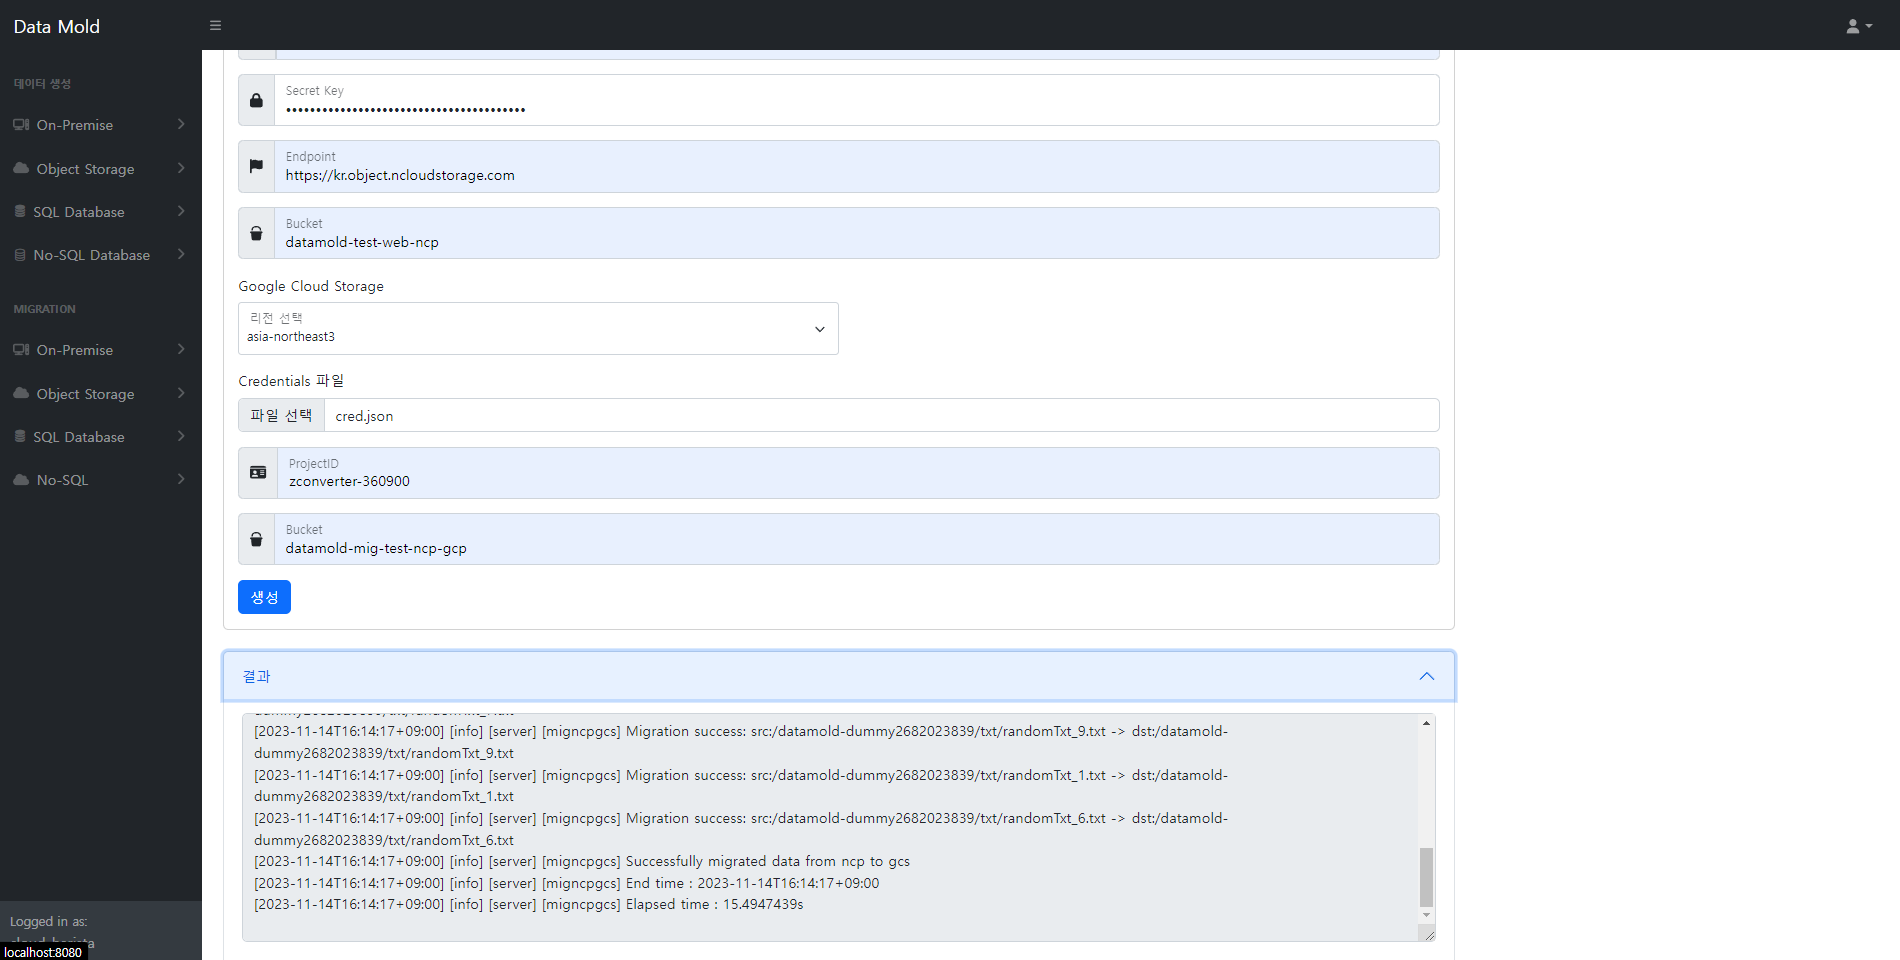 Data Mold
데이터 생성
On-Premise
Object Storage
SQL Database
No-SQL Database
MIGRATION
On-Premise
Object Storage
SQL Database
No-SQL
Logged in as:
localhost:8080
Secret Key
••••••••••••••••••••••••••••••••••••••••
Endpoint
https://kr.object.ncloudstorage.com
Bucket
datamold-test-web-ncp
Google Cloud Storage
리전 선택
asia-northeast3
Credentials 파일
파일 선택 cred.json
ProjectID
zconverter-360900
Bucket
datamold-mig-test-ncp-gcp
생성
결과
[2023-11-14T16:14:17+09:00] [info] [server] [migncpgcs] Migration success: src:/datamold-dummy2682023839/txt/randomTxt_9.txt -> dst:/datamold-
dummy2682023839/txt/randomTxt_9.txt
[2023-11-14T16:14:17+09:00] [info] [server] [migncpgcs] Migration success: src:/datamold-dummy2682023839/txt/randomTxt_1.txt -> dst:/datamold-
dummy2682023839/txt/randomTxt_1.txt
[2023-11-14T16:14:17+09:00] [info] [server] [migncpgcs] Migration success: src:/datamold-dummy2682023839/txt/randomTxt_6.txt -> dst:/datamold-
dummy2682023839/txt/randomTxt_6.txt
[2023-11-14T16:14:17+09:00] [info] [server] [migncpgcs] Successfully migrated data from ncp to gcs
[2023-11-14T16:14:17+09:00] [info] [server] [migncpgcs] End time : 2023-11-14T16:14:17+09:00
[2023-11-14T16:14:17+09:00] [info] [server] [migncpgcs] Elapsed time : 15.4947439s